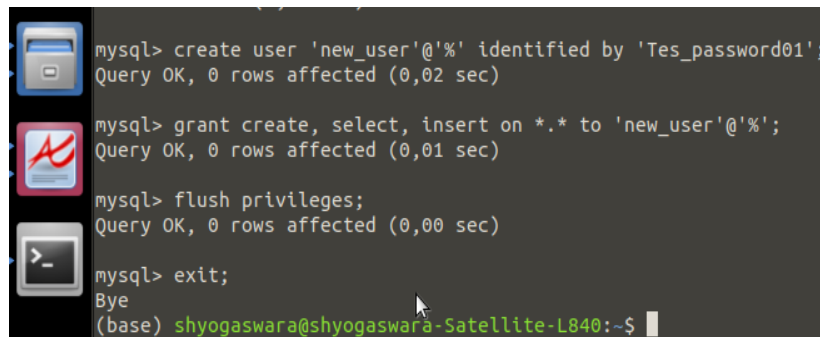 mysql> create user 'new_user'@'%' identified by 'Tes_password01';
Query OK, 0 rows affected (0,02 sec)
mysql> grant create, select, insert on *.* to 'new_user'@'%';
Query OK, 0 rows affected (0,01 sec)
mysql> flush privileges;
Query OK, 0 rows affected (0,00 sec)
mysql> exit;
Bye
(base) shyogaswara@shyogaswara-Satellite-L840:~$